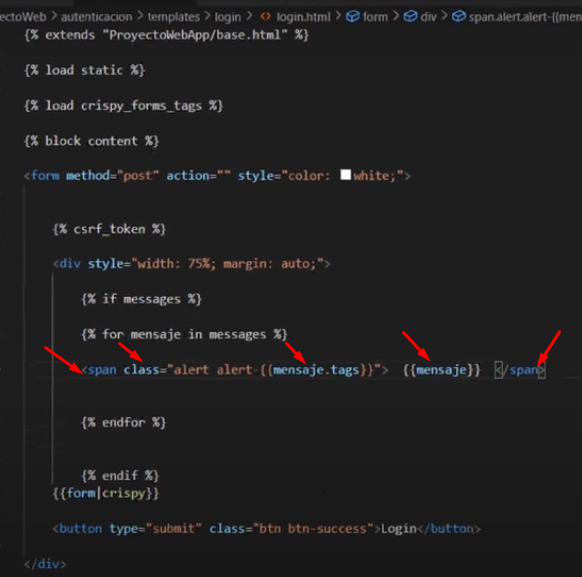 ectoWeb > autenticacion > templates > login > <> login.html > form > div > span.alert.alert-{{men
{% extends "ProyectoWebApp/base.html" %}
{% load static %}
{% load crispy_forms_tags %}
{% block content %}
<form method="post" action="" style="color: white;">
{% csrf_token %}
<div style="width: 75%; margin: auto;">
{% if messages %}
{% for mensaje in messages %}
<span class="alert alert-{{mensaje.tags}}"> {{mensaje}} </span>
{% endfor %}
{% endif %}
{{form|crispy}}
<button type="submit" class="btn btn-success">Login</button>
</div>